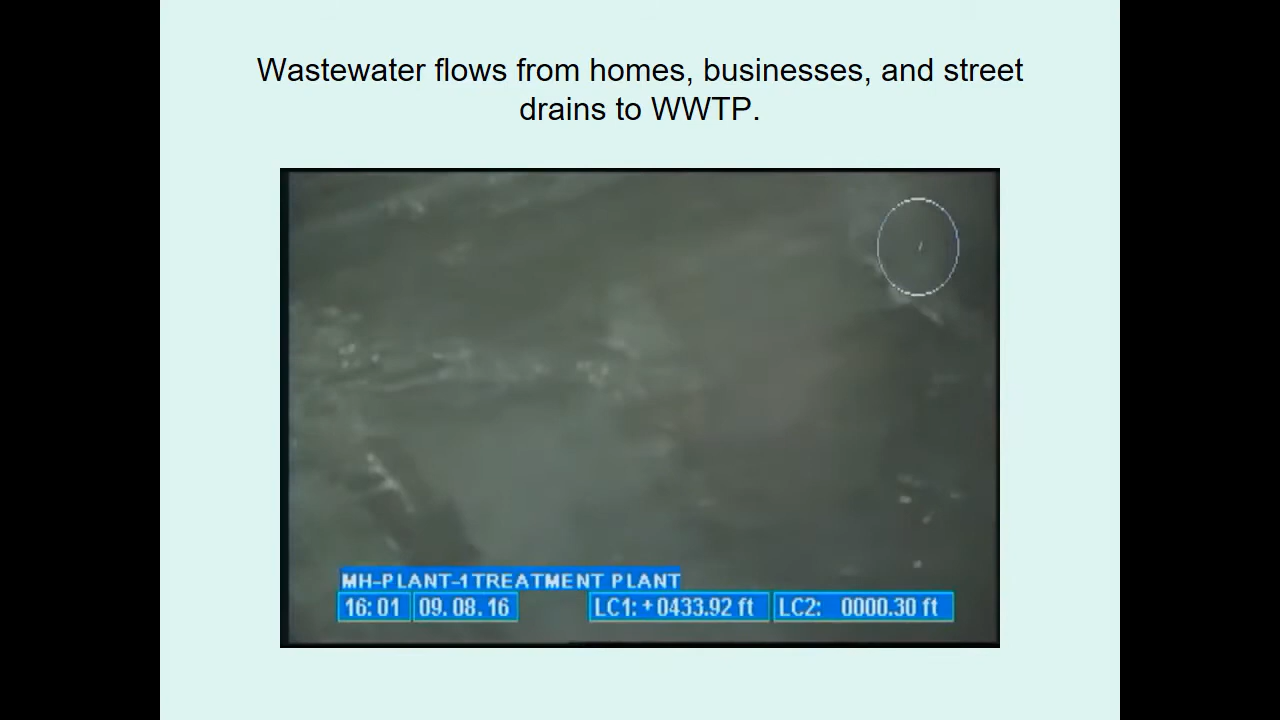 Wastewater flows from homes, businesses, and street
drains to WWTP.
MH-PLANT-1TREATMENT PLANT
16:01 09.08.16 LC1: +0433.92 ft LC2: 0000.30 ft